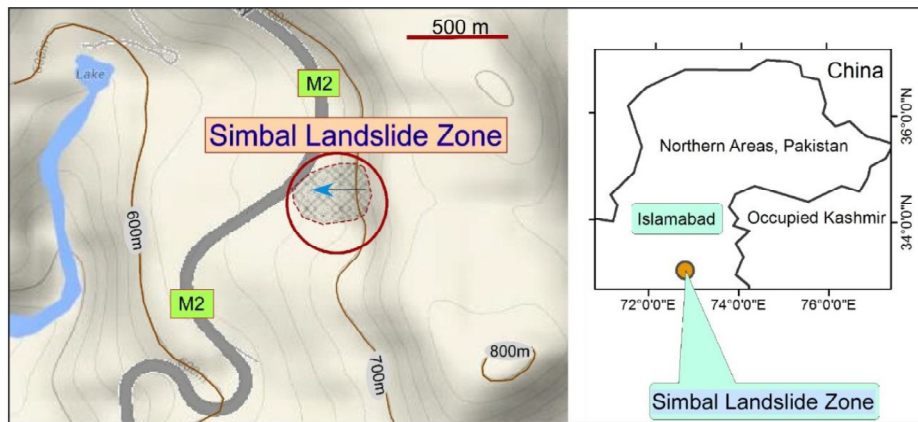 500 m
Lake
M2
Simbal Landslide Zone
600m
M2
700m
800m
China
Northern Areas, Pakistan
Islamabad
Occupied Kashmir
36°0'0"N
34°0'0"N
72°0'0"E
74°0'0"E
76°0'0"E
Simbal Landslide Zone